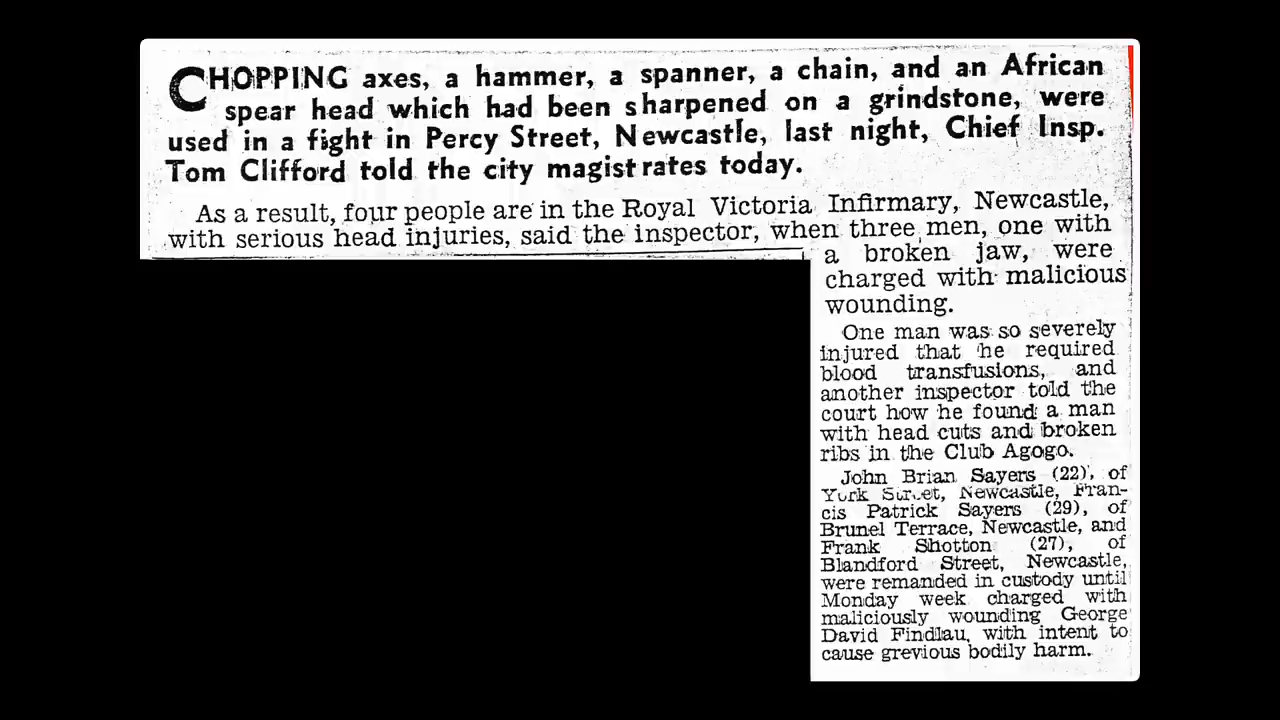 CHOPPING axes, a hammer, a spanner, a chain, and an African
spear head which had been sharpened on a grindstone, were
used in a fight in Percy Street, Newcastle, last night, Chief Insp.
Tom Clifford told the city magistrates today.
As a result, four people are in the Royal Victoria Infirmary, Newcastle,
with serious head injuries, said the inspector, when three men, one with
a broken jaw, were
charged with malicious
wounding.
One man was so severely
injured that he required
blood transfusions, and
another inspector told the
court how he found a man
with head cuts and broken
ribs in the Club Agogo.
John Brian Sayers (22), of
York Street, Newcastle, Fran-
cis Patrick Sayers (29), of
Brunel Terrace, Newcastle, and
Frank Shotton (27), of
Blandford Street, Newcastle,
were remanded in custody until
Monday week charged with
maliciously wounding George
David Findlau, with intent to
cause grevious bodily harm.